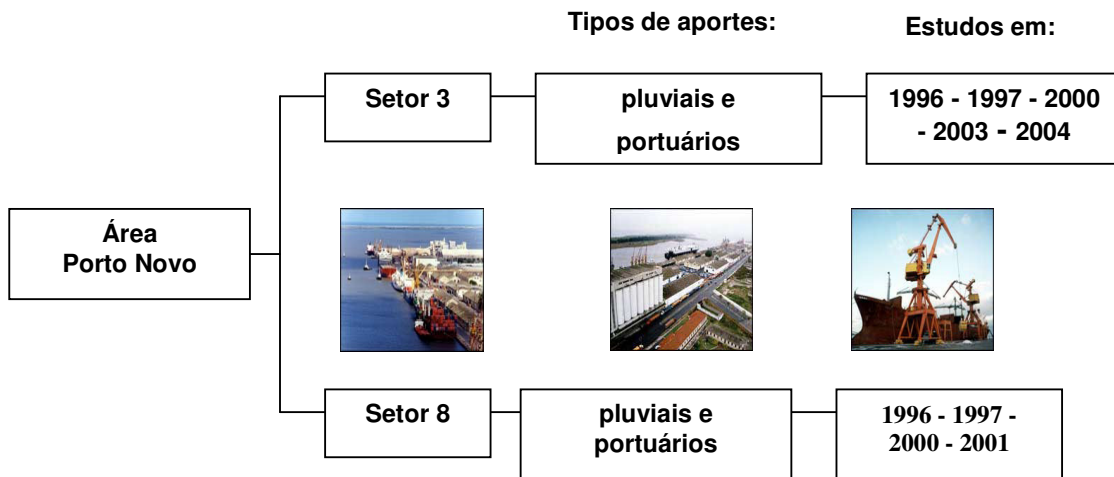 Tipos de aportes:
Estudos em:
Setor 3
pluviais e
portuários
1996 - 1997 - 2000
- 2003 - 2004
Área
Porto Novo
Setor 8
pluviais e
portuários
1996 - 1997 -
2000 - 2001